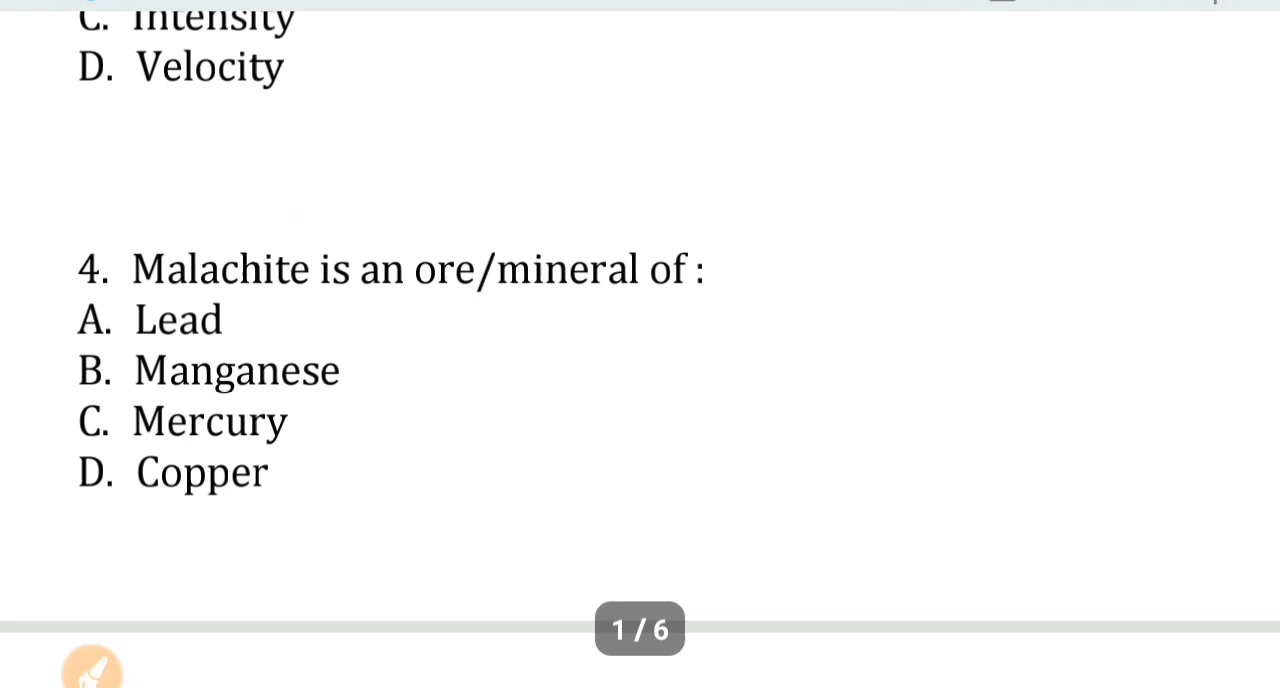 C. Intensity
D. Velocity
4. Malachite is an ore/mineral of :
A. Lead
B. Manganese
C. Mercury
D. Copper
1 / 6